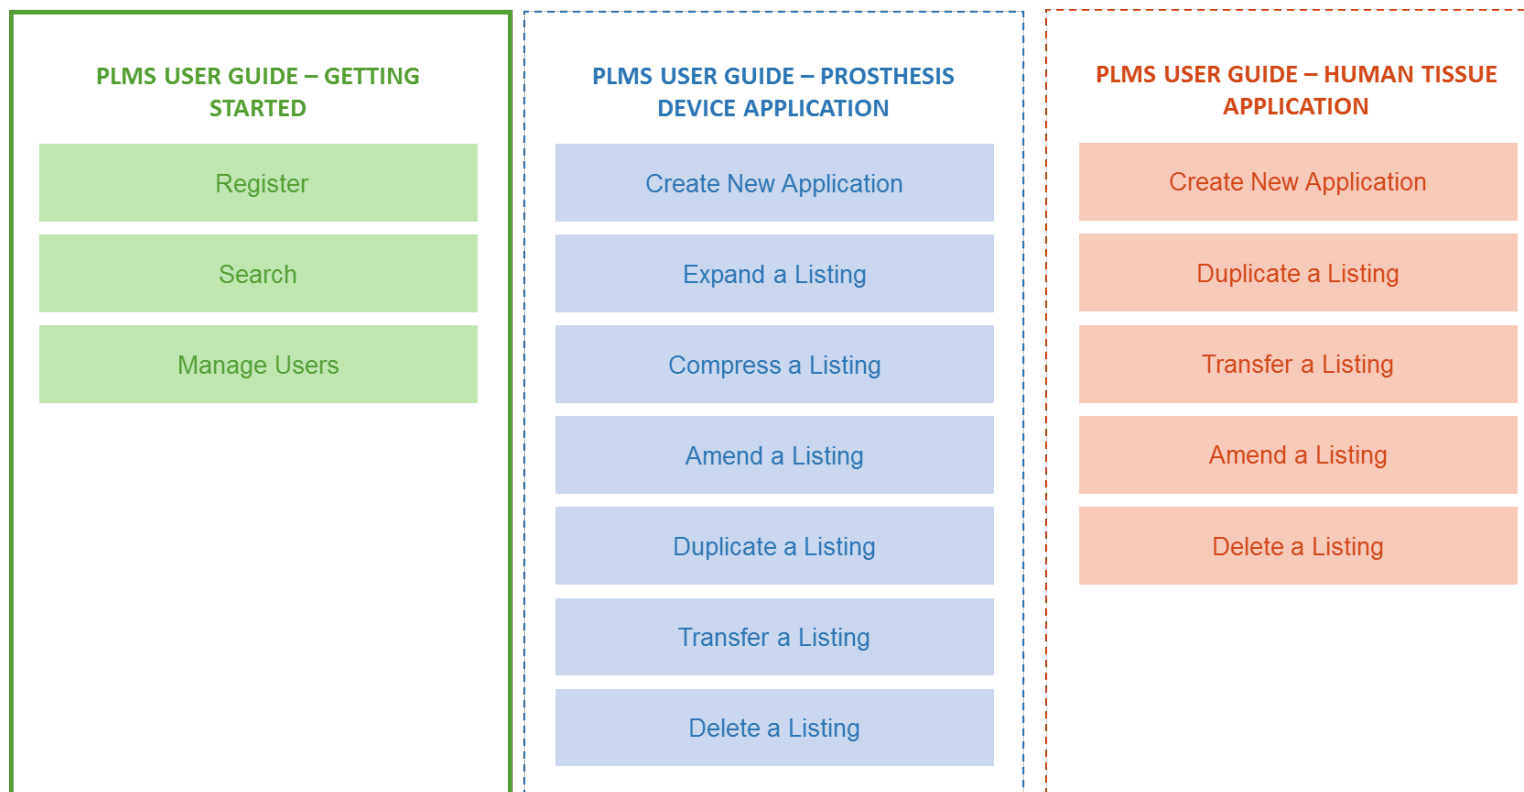 PLMS USER GUIDE – GETTING
STARTED
Register
Search
Manage Users
PLMS USER GUIDE – PROSTHESIS
DEVICE APPLICATION
Create New Application
Expand a Listing
Compress a Listing
Amend a Listing
Duplicate a Listing
Transfer a Listing
Delete a Listing
PLMS USER GUIDE – HUMAN TISSUE
APPLICATION
Create New Application
Duplicate a Listing
Transfer a Listing
Amend a Listing
Delete a Listing